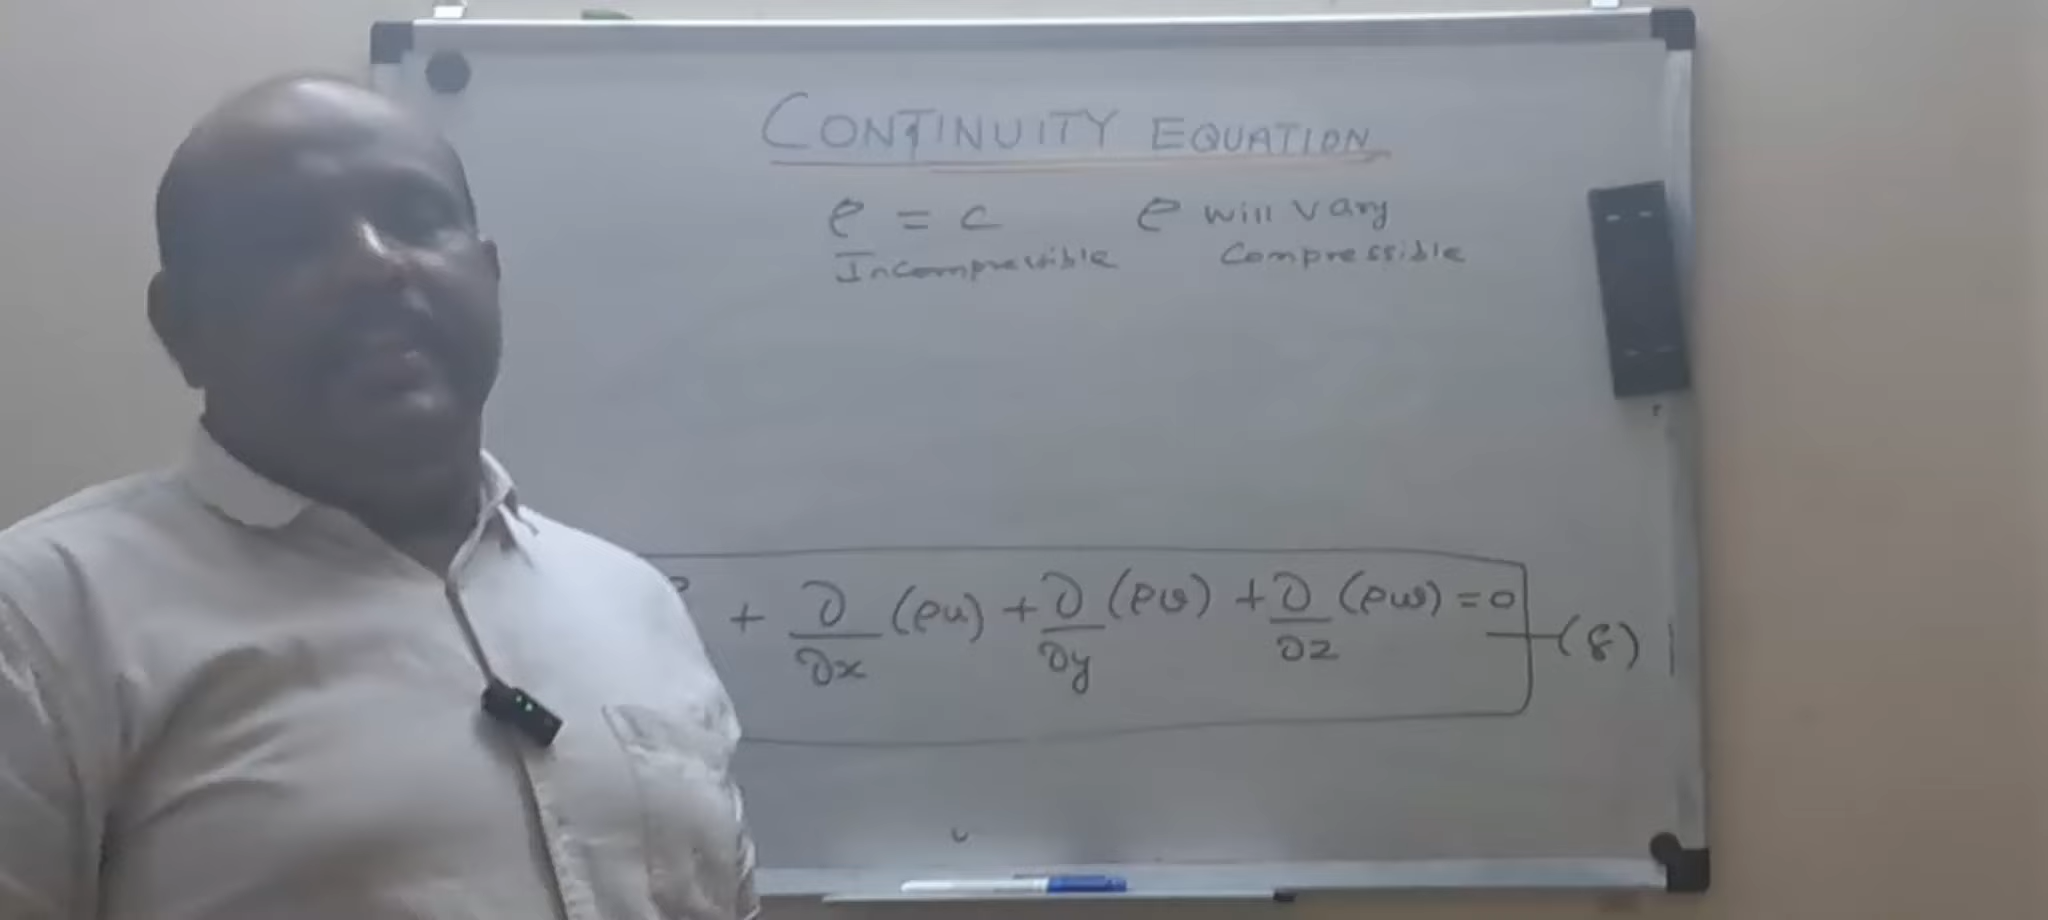 CONTINUITY EQUATION
ρ = c ρ will vary
Incompressible Compressible
+ ∂/∂x (ρu) + ∂/∂y (ρv) + ∂/∂z (ρw) = 0 (8)